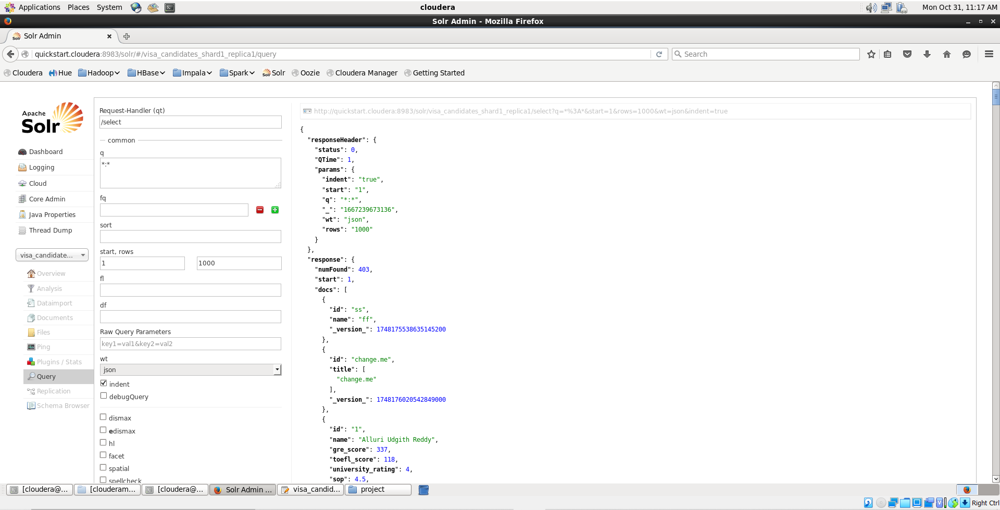 Applications Places System
cloudera
Mon Oct 31, 11:17 AM
Solr Admin - Mozilla Firefox
Solr Admin
quickstart.cloudera:8983/solr/#/visa_candidates_shard1_replica1/query
Search
Cloudera Hue Hadoop HBase Impala Spark Solr Oozie Cloudera Manager Getting Started
Apache
Solr
Dashboard
Logging
Cloud
Core Admin
Java Properties
Thread Dump
visa_candidate...
Overview
Analysis
Dataimport
Documents
Files
Ping
Plugins / Stats
Query
Replication
Schema Browser
Request-Handler (qt)
/select
common
q
*:*
fq
sort
start, rows
1 1000
fl
df
Raw Query Parameters
key1=val1&key2=val2
wt
json
indent
debugQuery
dismax
edismax
hl
facet
spatial
spellcheck
http://quickstart.cloudera:8983/solr/visa_candidates_shard1_replica1/select?q=*%3A*&start=1&rows=1000&wt=json&indent=true
{
"responseHeader": {
"status": 0,
"QTime": 1,
"params": {
"indent": "true",
"start": "1",
"q": "*:*",
"_": "1667239673136",
"wt": "json",
"rows": "1000"
}
},
"response": {
"numFound": 403,
"start": 1,
"docs": [
{
"id": "ss",
"name": "ff",
"_version_": 1748175538635145200
},
{
"id": "change.me",
"title": [
"change.me"
],
"_version_": 1748176020542849000
},
{
"id": "1",
"name": "Alluri Udgith Reddy",
"gre_score": 337,
"toefl_score": 118,
"university_rating": 4,
"sop": 4.5,
[cloudera@... [clouderam... [cloudera@... Solr Admin ... visa_candid... project
Right Ctrl